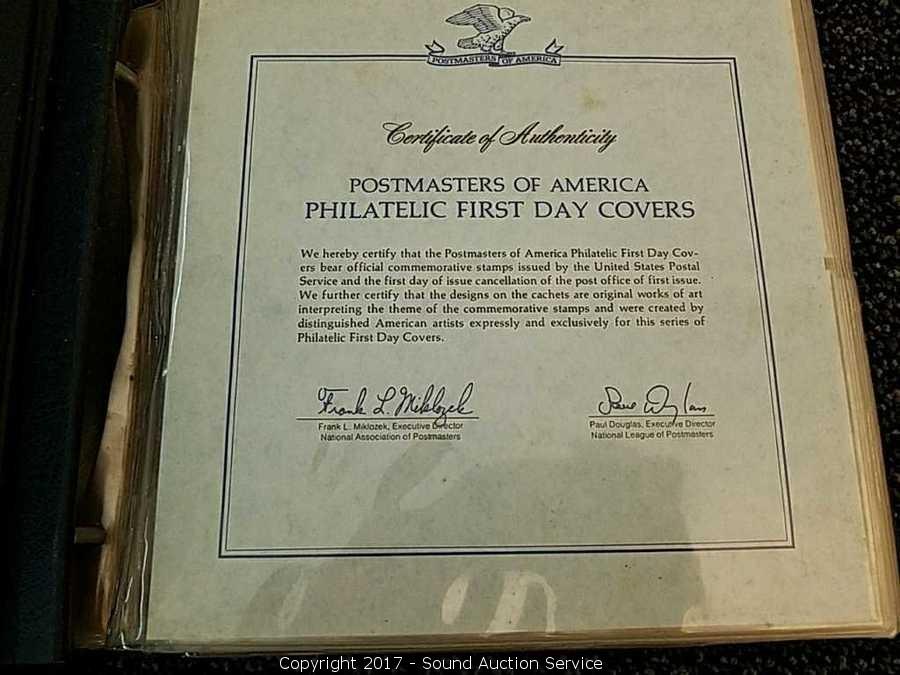 POSTMASTERS OF AMERICA
Certificate of Authenticity
POSTMASTERS OF AMERICA
PHILATELIC FIRST DAY COVERS
We hereby certify that the Postmasters of America Philatelic First Day Cov-
ers bear official commemorative stamps issued by the United States Postal
Service and the first day of issue cancellation of the post office of first issue.
We further certify that the designs on the cachets are original works of art
interpreting the theme of the commemorative stamps and were created by
distinguished American artists expressly and exclusively for this series of
Philatelic First Day Covers.
Frank L. Miklozek
Frank L. Miklozek, Executive Director
National Association of Postmasters
Paul Douglas
Paul Douglas, Executive Director
National League of Postmasters
Copyright 2017 - Sound Auction Service